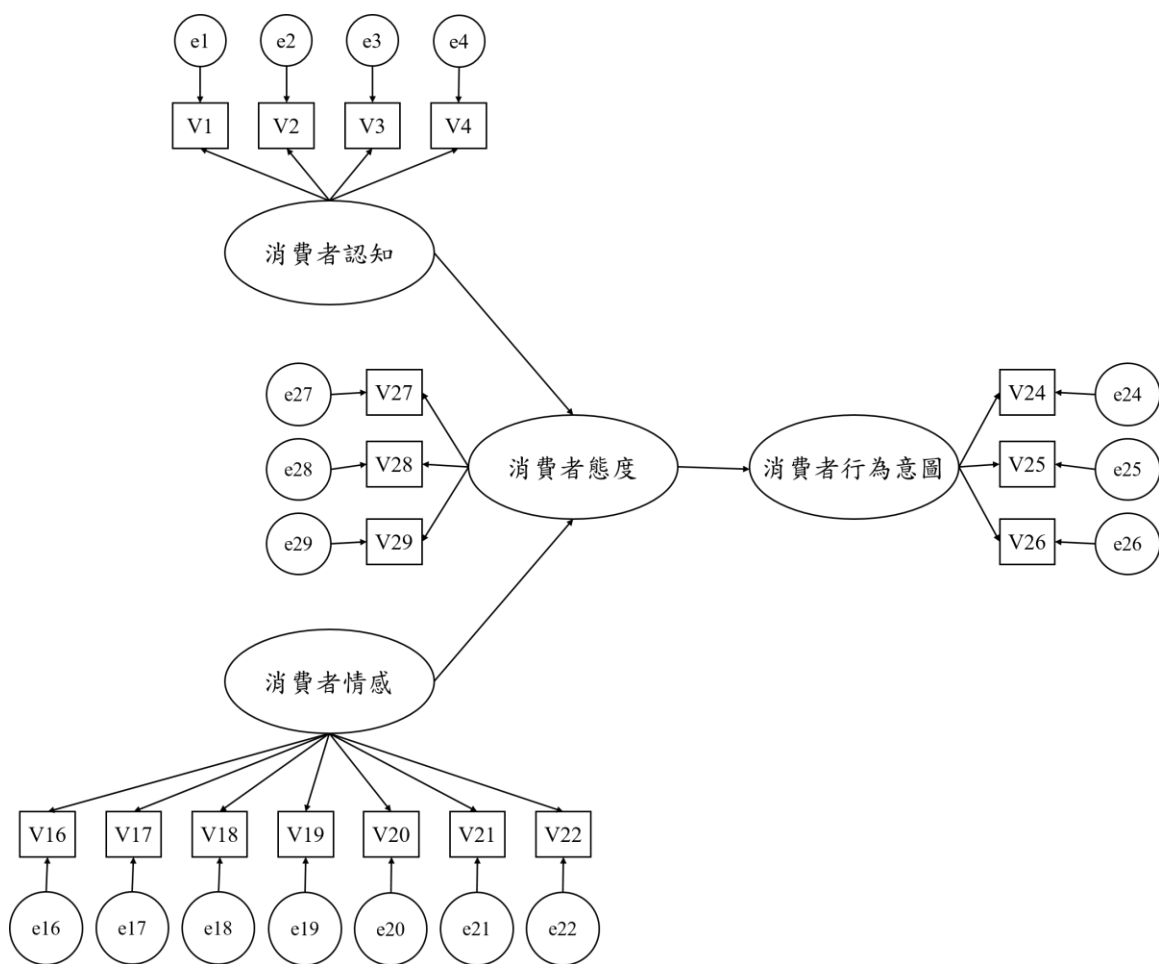 e1 e2 e3 e4
V1 V2 V3 V4
消費者認知
e27 V27
e28 V28
e29 V29
消費者態度
消費者行為意圖
V24 e24
V25 e25
V26 e26
消費者情感
V16 V17 V18 V19 V20 V21 V22
e16 e17 e18 e19 e20 e21 e22